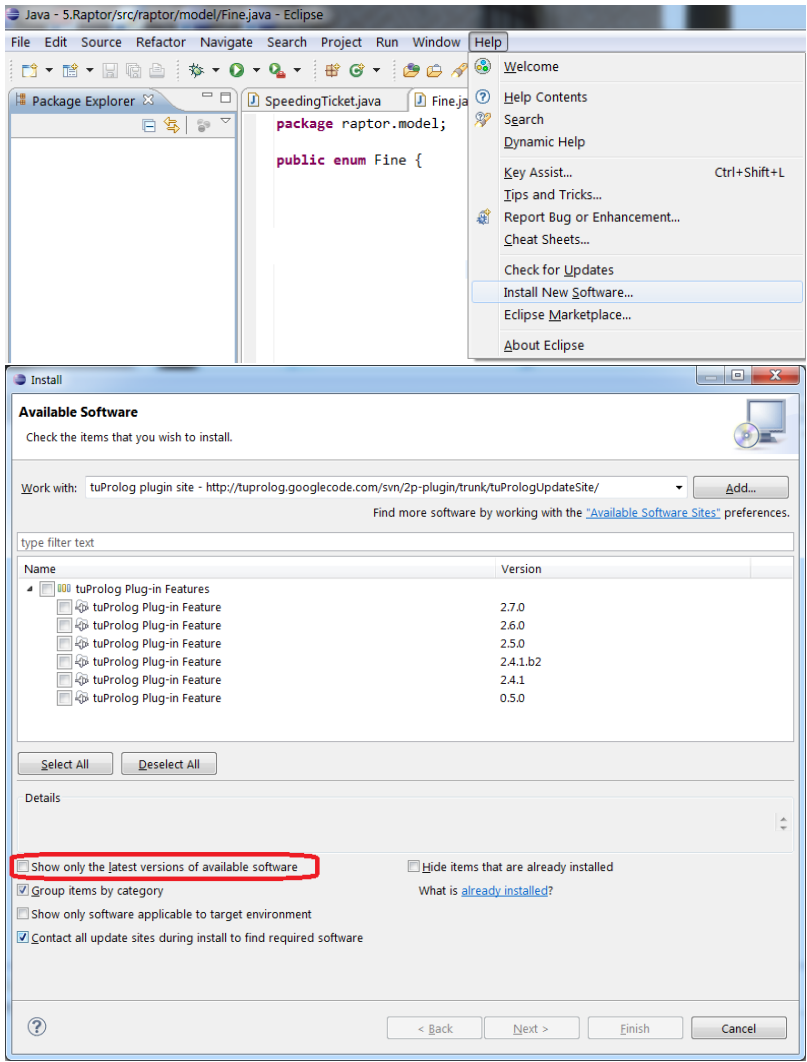 Java - 5.Raptor/src/raptor/model/Fine.java - Eclipse
File Edit Source Refactor Navigate Search Project Run Window Help
Package Explorer
SpeedingTicket.java
Fine.ja
package raptor.model;
public enum Fine {
Welcome
Help Contents
Search
Dynamic Help
Key Assist... Ctrl+Shift+L
Tips and Tricks...
Report Bug or Enhancement...
Cheat Sheets...
Check for Updates
Install New Software...
Eclipse Marketplace...
About Eclipse
Install
Available Software
Check the items that you wish to install.
Work with: tuProlog plugin site - http://tuprolog.googlecode.com/svn/2p-plugin/trunk/tuPrologUpdateSite/ Add...
Find more software by working with the "Available Software Sites" preferences.
type filter text
Name Version
tuProlog Plug-in Features
tuProlog Plug-in Feature 2.7.0
tuProlog Plug-in Feature 2.6.0
tuProlog Plug-in Feature 2.5.0
tuProlog Plug-in Feature 2.4.1.b2
tuProlog Plug-in Feature 2.4.1
tuProlog Plug-in Feature 0.5.0
Select All Deselect All
Details
Show only the latest versions of available software Hide items that are already installed
Group items by category What is already installed?
Show only software applicable to target environment
Contact all update sites during install to find required software
< Back Next > Finish Cancel